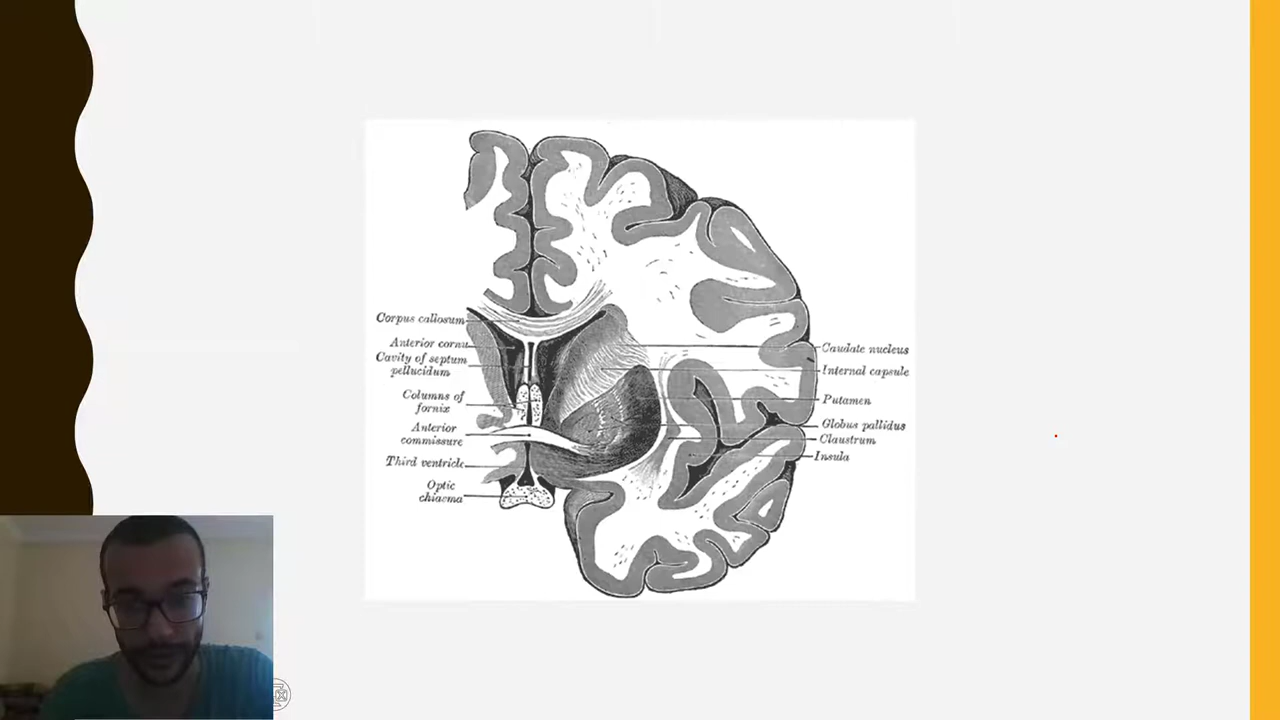 Corpus callosum
Anterior cornu
Cavity of septum
pellucidum
Columns of
fornix
Anterior
commissure
Third ventricle
Optic
chiasma
Caudate nucleus
Internal capsule
Putamen
Globus pallidus
Claustrum
Insula